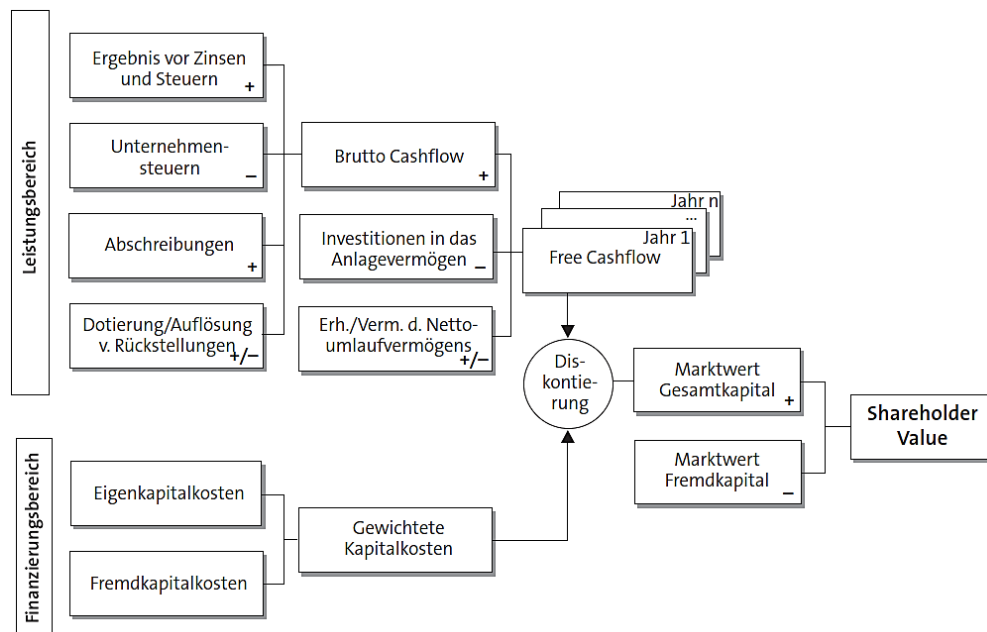 Leistungsbereich
Ergebnis vor Zinsen
und Steuern
+
Unternehmen-
steuern
–
Abschreibungen
+
Dotierung/Auflösung
v. Rückstellungen
+/–
Brutto Cashflow
+
Investitionen in das
Anlagevermögen
–
Erh./Verm. d. Netto-
umlaufvermögens
+/–
Jahr n
...
Jahr 1
Free Cashflow
Dis-
kontie-
rung
Marktwert
Gesamtkapital
+
Marktwert
Fremdkapital
–
Shareholder
Value
Finanzierungsbereich
Eigenkapitalkosten
Fremdkapitalkosten
Gewichtete
Kapitalkosten